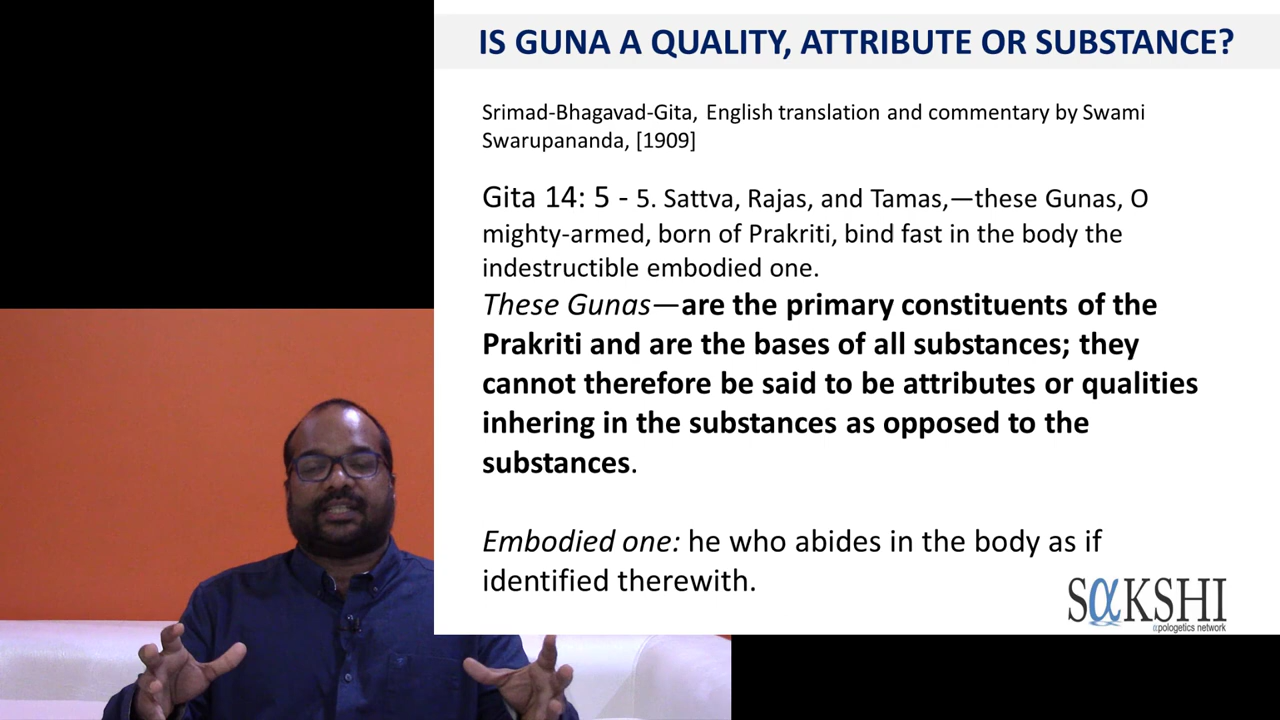 IS GUNA A QUALITY, ATTRIBUTE OR SUBSTANCE?
Srimad-Bhagavad-Gita, English translation and commentary by Swami
Swarupananda, [1909]
Gita 14: 5 - 5. Sattva, Rajas, and Tamas,—these Gunas, O
mighty-armed, born of Prakriti, bind fast in the body the
indestructible embodied one.
These Gunas—are the primary constituents of the
Prakriti and are the bases of all substances; they
cannot therefore be said to be attributes or qualities
inhering in the substances as opposed to the
substances.
Embodied one: he who abides in the body as if
identified therewith.
SαKSHI
αpologetics network